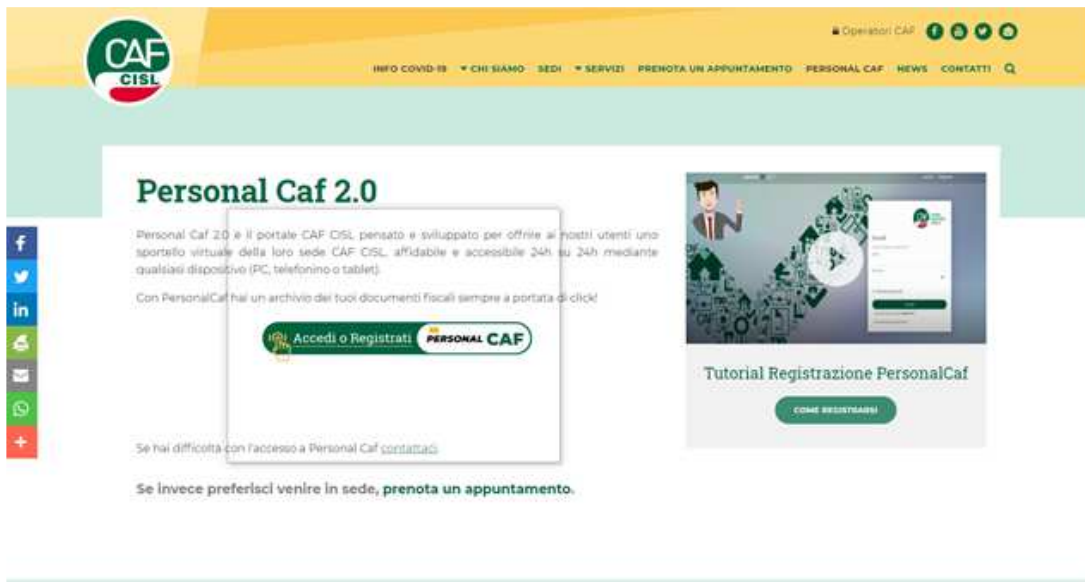 CAF
CISL
Operatori CAF
INFO COVID-19 CHI SIAMO SEDI SERVIZI PRENOTA UN APPUNTAMENTO PERSONAL CAF NEWS CONTATTI
Personal Caf 2.0
Personal Caf 2.0 e il portale CAF CISL pensato e sviluppato per offrire ai nostri utenti uno
sportello virtuale della loro sede CAF CISL, affidabile e accessibile 24h su 24h mediante
qualsiasi dispositivo (PC, telefonino o tablet).
Con PersonalCaf hai un archivio dei tuoi documenti fiscali sempre a portata di click!
Accedi o Registrati PERSONAL CAF
Se hai difficoltà con l'accesso a Personal Caf contattaci.
Se invece preferisci venire in sede, prenota un appuntamento.
Tutorial Registrazione PersonalCaf
COME REGISTRARSI